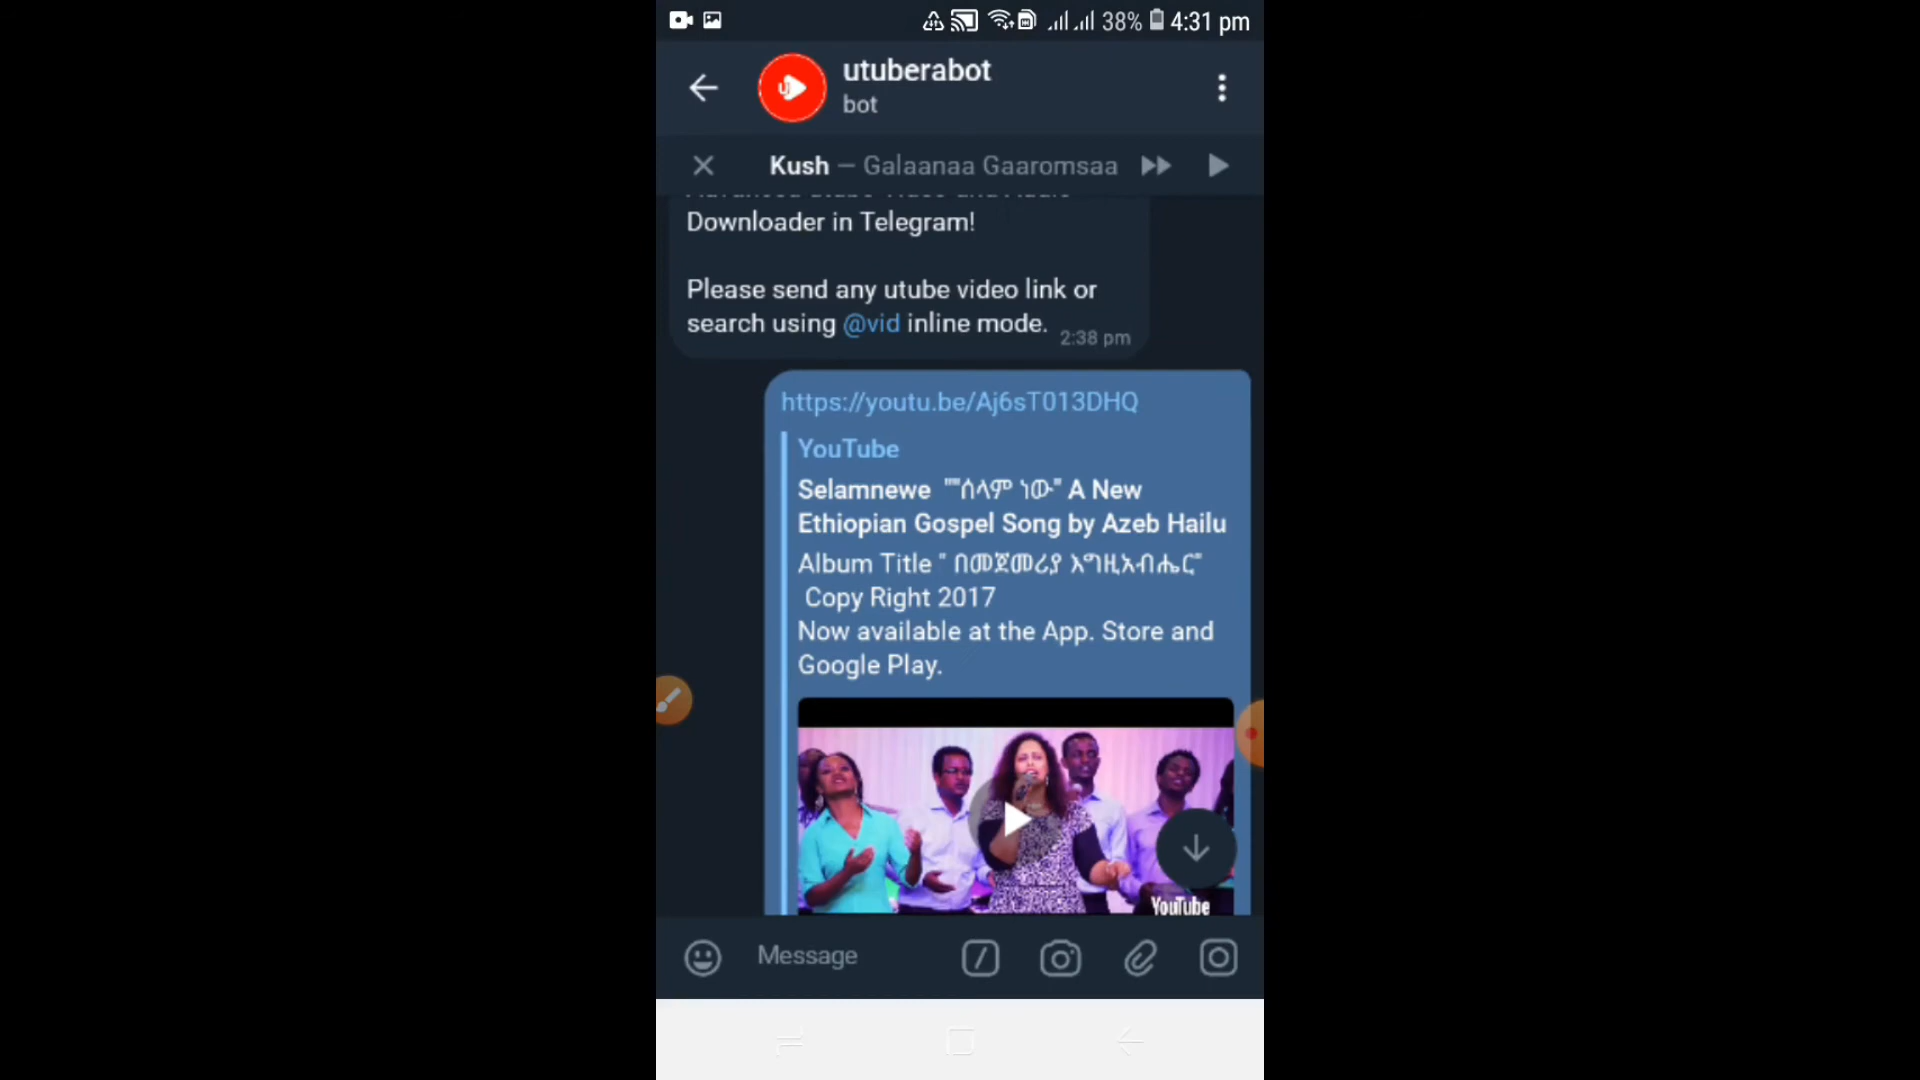 38% 4:31 pm
utuberabot
bot
Kush — Galaanaa Gaaromsaa
Downloader in Telegram!
Please send any utube video link or
search using @vid inline mode.
2:38 pm
https://youtu.be/Aj6sT013DHQ
YouTube
Selamnewe ""ሰላም ነው" A New
Ethiopian Gospel Song by Azeb Hailu
Album Title " በመጀመሪያ እግዚአብሔር"
Copy Right 2017
Now available at the App. Store and
Google Play.
YouTube
Message